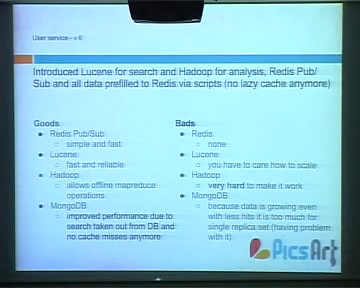 User service – v.6
Introduced Lucene for search and Hadoop for analysis, Redis Pub/
Sub and all data prefilled to Redis via scripts (no lazy cache anymore)
Goods
Redis Pub/Sub:
simple and fast
Lucene:
fast and reliable
Hadoop
allows offline mapreduce
operations
MongoDB
improved performance due to
search taken out from DB and
no cache misses anymore
Bads
Redis
none
Lucene
you have to care how to scale
Hadoop
very hard to make it work
MongoDB
because data is growing even
with less hits it is too much for
single replica set (having problem
with it)
PicsArt